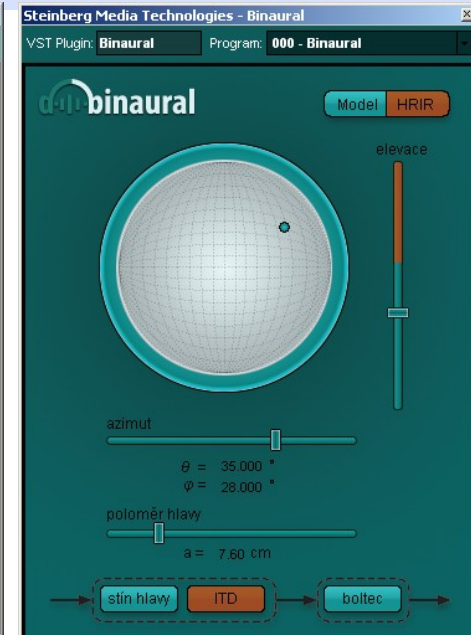 Steinberg Media Technologies - Binaural
VST Plugin: Binaural Program: 000 - Binaural
binaural
Model HRIR
elevace
azimut
θ = 35.000 °
φ = 28.000 °
poloměr hlavy
a = 7.60 cm
stín hlavy ITD boltec